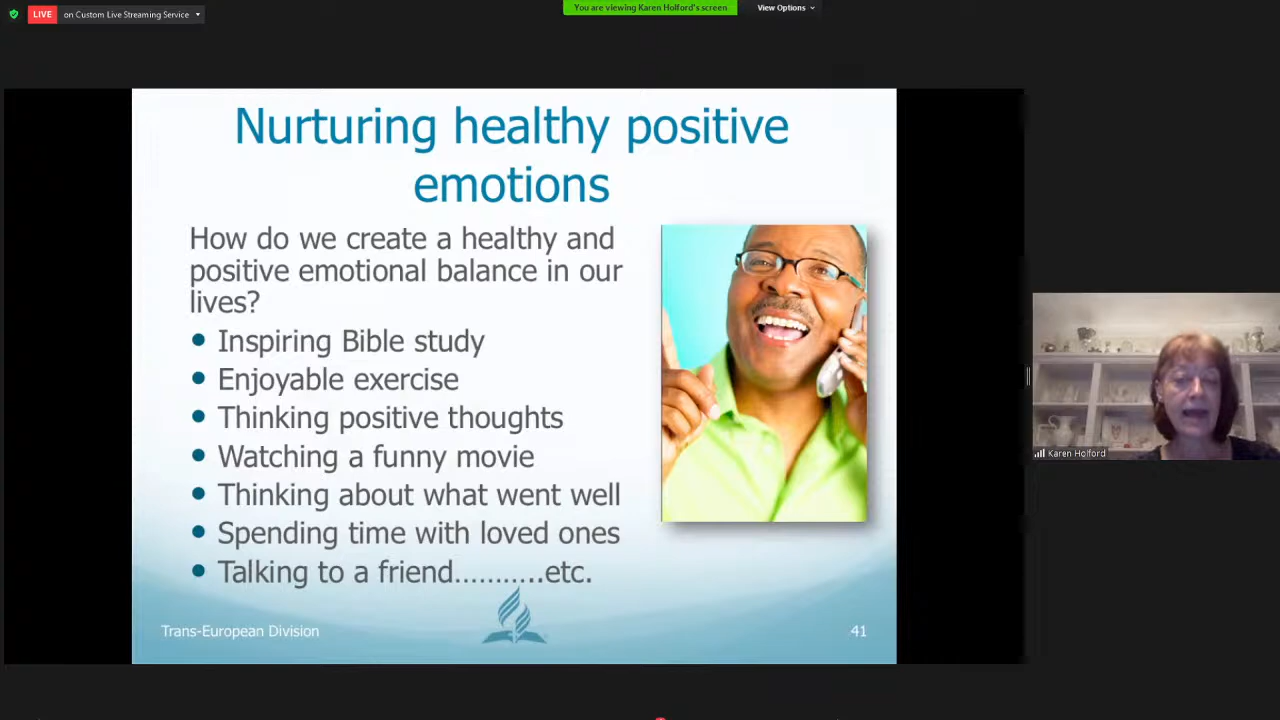 LIVE
on Custom Live Streaming Service
You are viewing Karen Holford's screen
View Options
Nurturing healthy positive
emotions
How do we create a healthy and
positive emotional balance in our
lives?
• Inspiring Bible study
• Enjoyable exercise
• Thinking positive thoughts
• Watching a funny movie
• Thinking about what went well
• Spending time with loved ones
• Talking to a friend………..etc.
Trans-European Division
41
Karen Holford